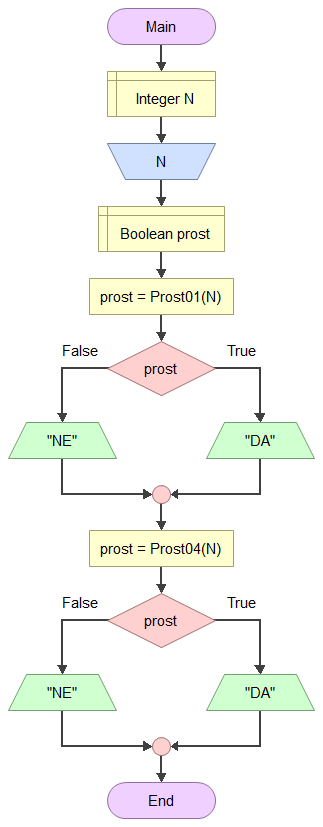 Main
Integer N
N
Boolean prost
prost = Prost01(N)
False
True
prost
"NE"
"DA"
prost = Prost04(N)
False
True
prost
"NE"
"DA"
End